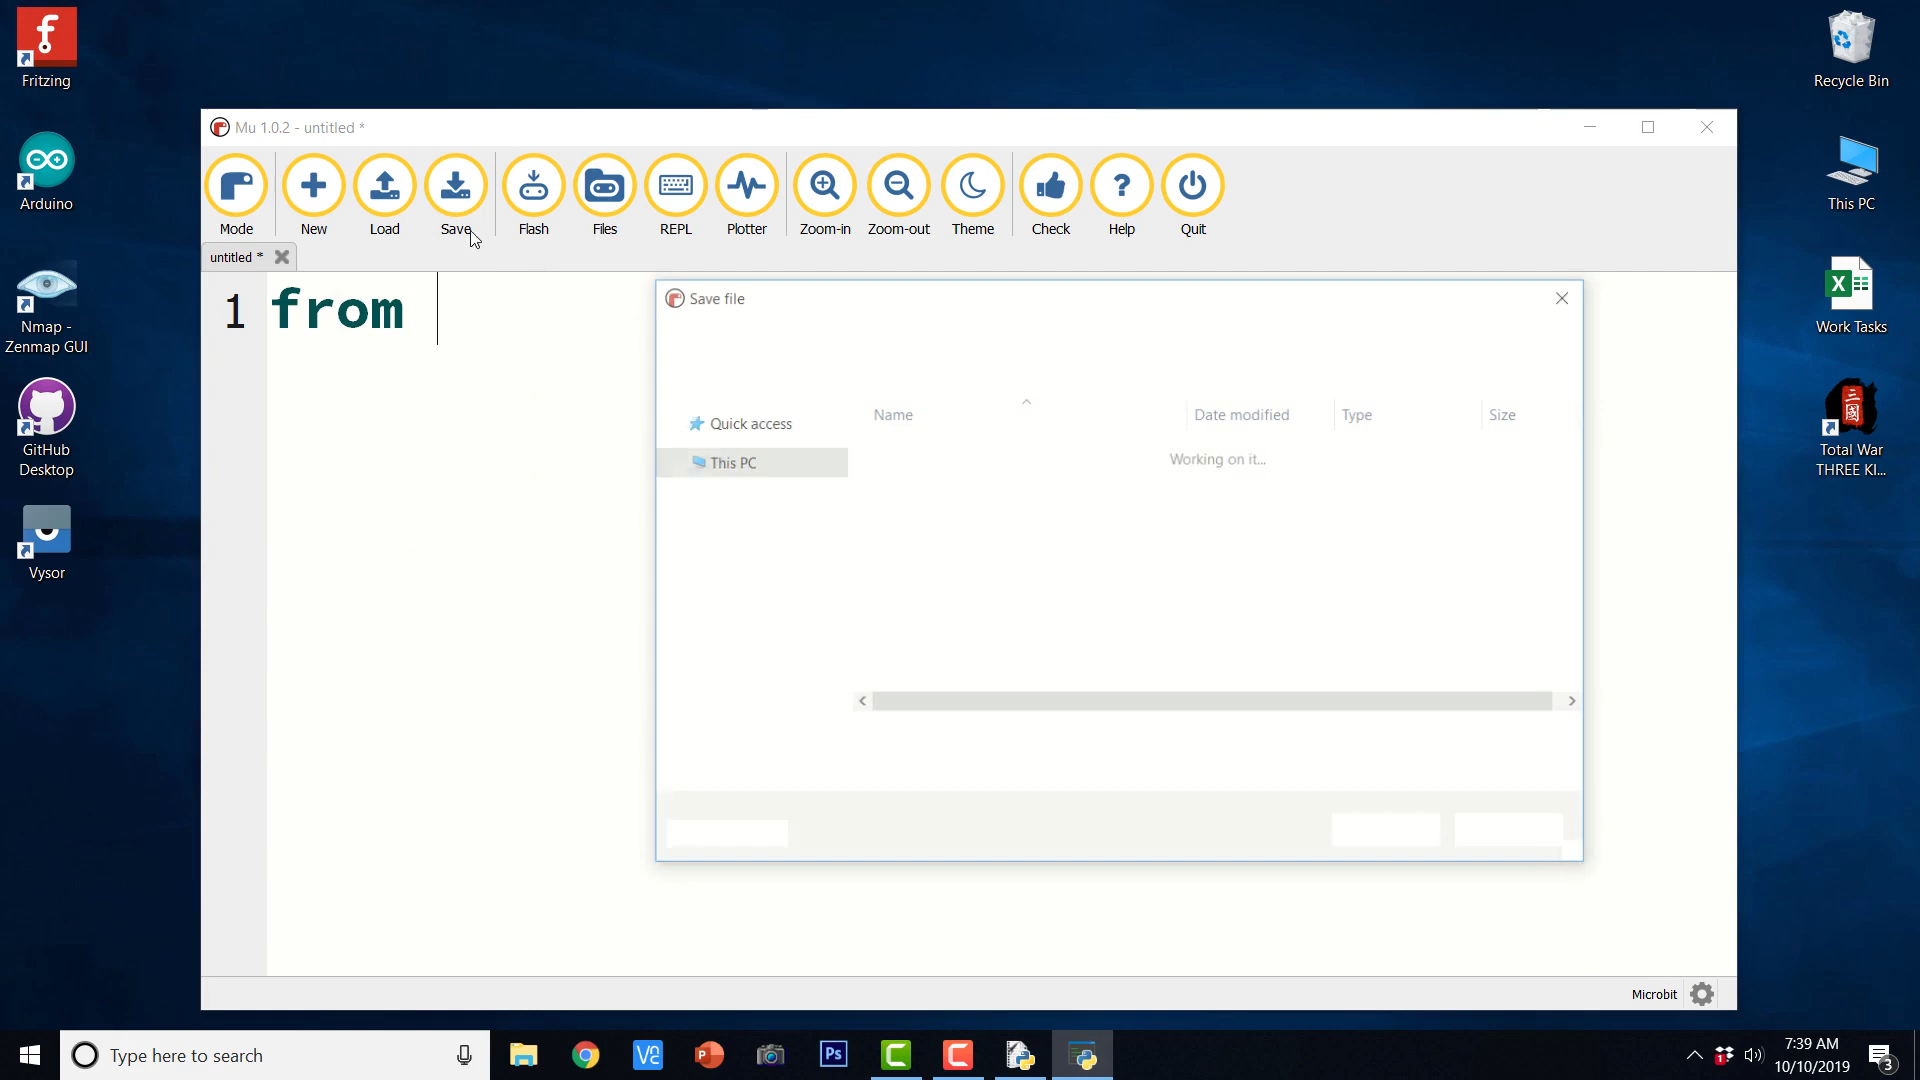 Fritzing
Arduino
Nmap -
Zenmap GUI
GitHub
Desktop
Vysor
Mu 1.0.2 - untitled *
Mode
New
Load
Save
Flash
Files
REPL
Plotter
Zoom-in
Zoom-out
Theme
Check
Help
Quit
untitled *
1 from
Save file
Quick access
This PC
Name
Date modified
Type
Size
Working on it...
Microbit
Recycle Bin
This PC
Work Tasks
三國
Total War
THREE KI...
Type here to search
7:39 AM
10/10/2019
3